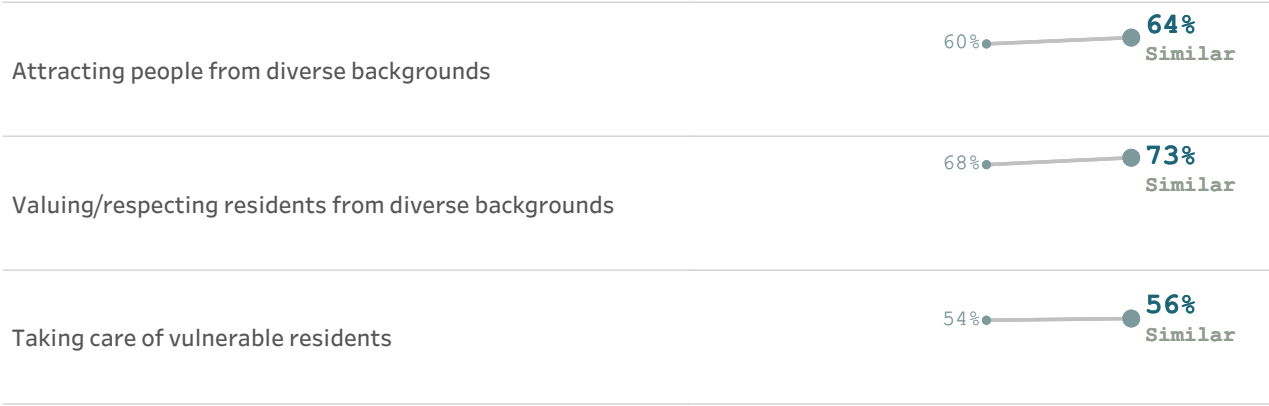 60%
64%
Similar
Attracting people from diverse backgrounds
68%
73%
Similar
Valuing/respecting residents from diverse backgrounds
54%
56%
Similar
Taking care of vulnerable residents